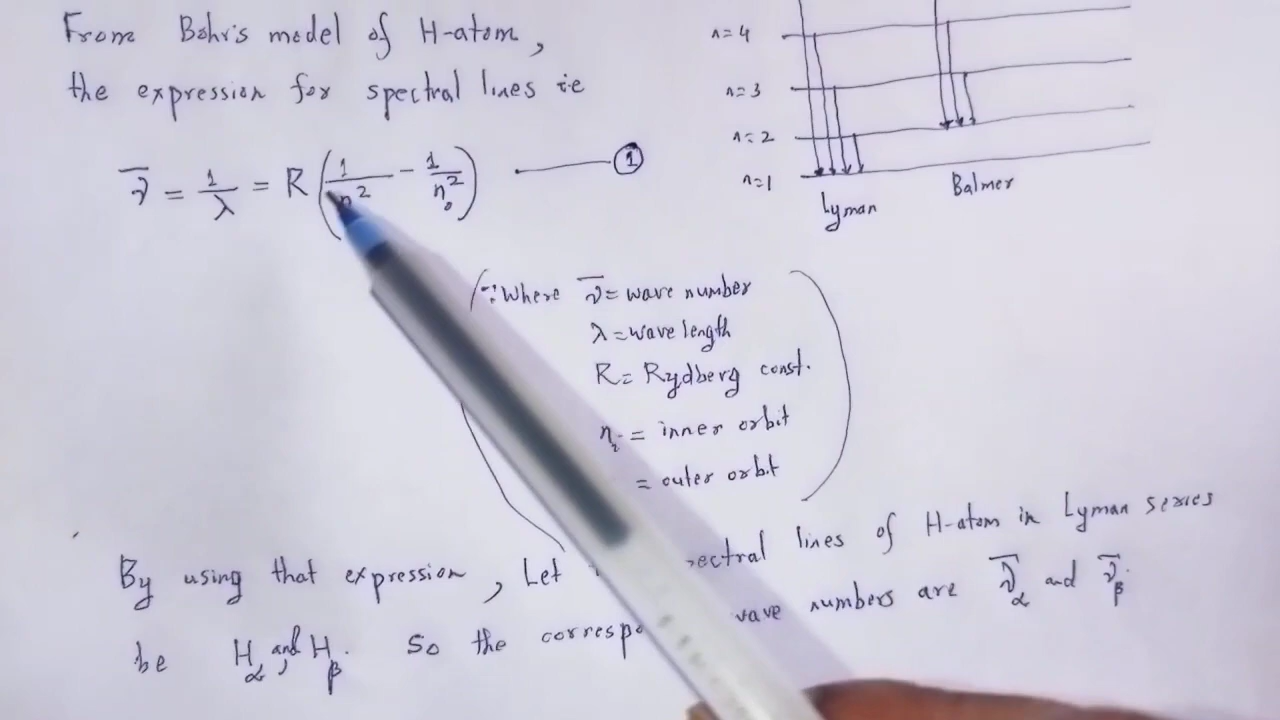 From Bohr's model of H-atom,
the expression for spectral lines ie
ν̅ = 1/λ = R(1/n² - 1/n₀²) ——— ①
n=4
n=3
n=2
n=1
Lyman
Balmer
(∵ Where ν̅ = wave number
λ = wave length
R = Rydberg const.
nᵢ = inner orbit
= outer orbit)
By using that expression, Let spectral lines of H-atom in Lyman series
be Hα and Hβ. So the wave numbers are ν̅α and ν̅β.